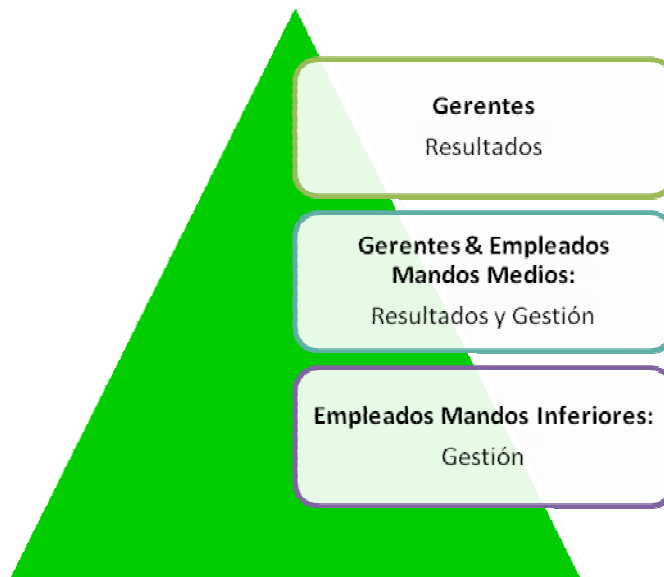 Gerentes
Resultados
Gerentes & Empleados
Mandos Medios:
Resultados y Gestión
Empleados Mandos Inferiores:
Gestión